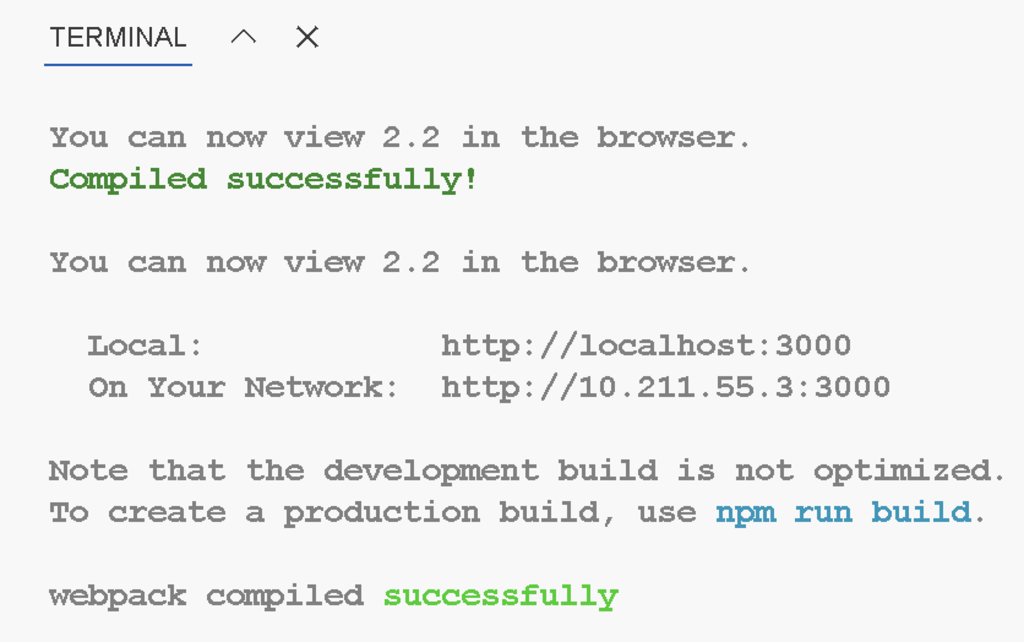 TERMINAL
You can now view 2.2 in the browser.
Compiled successfully!
You can now view 2.2 in the browser.
Local: http://localhost:3000
On Your Network: http://10.211.55.3:3000
Note that the development build is not optimized.
To create a production build, use npm run build.
webpack compiled successfully